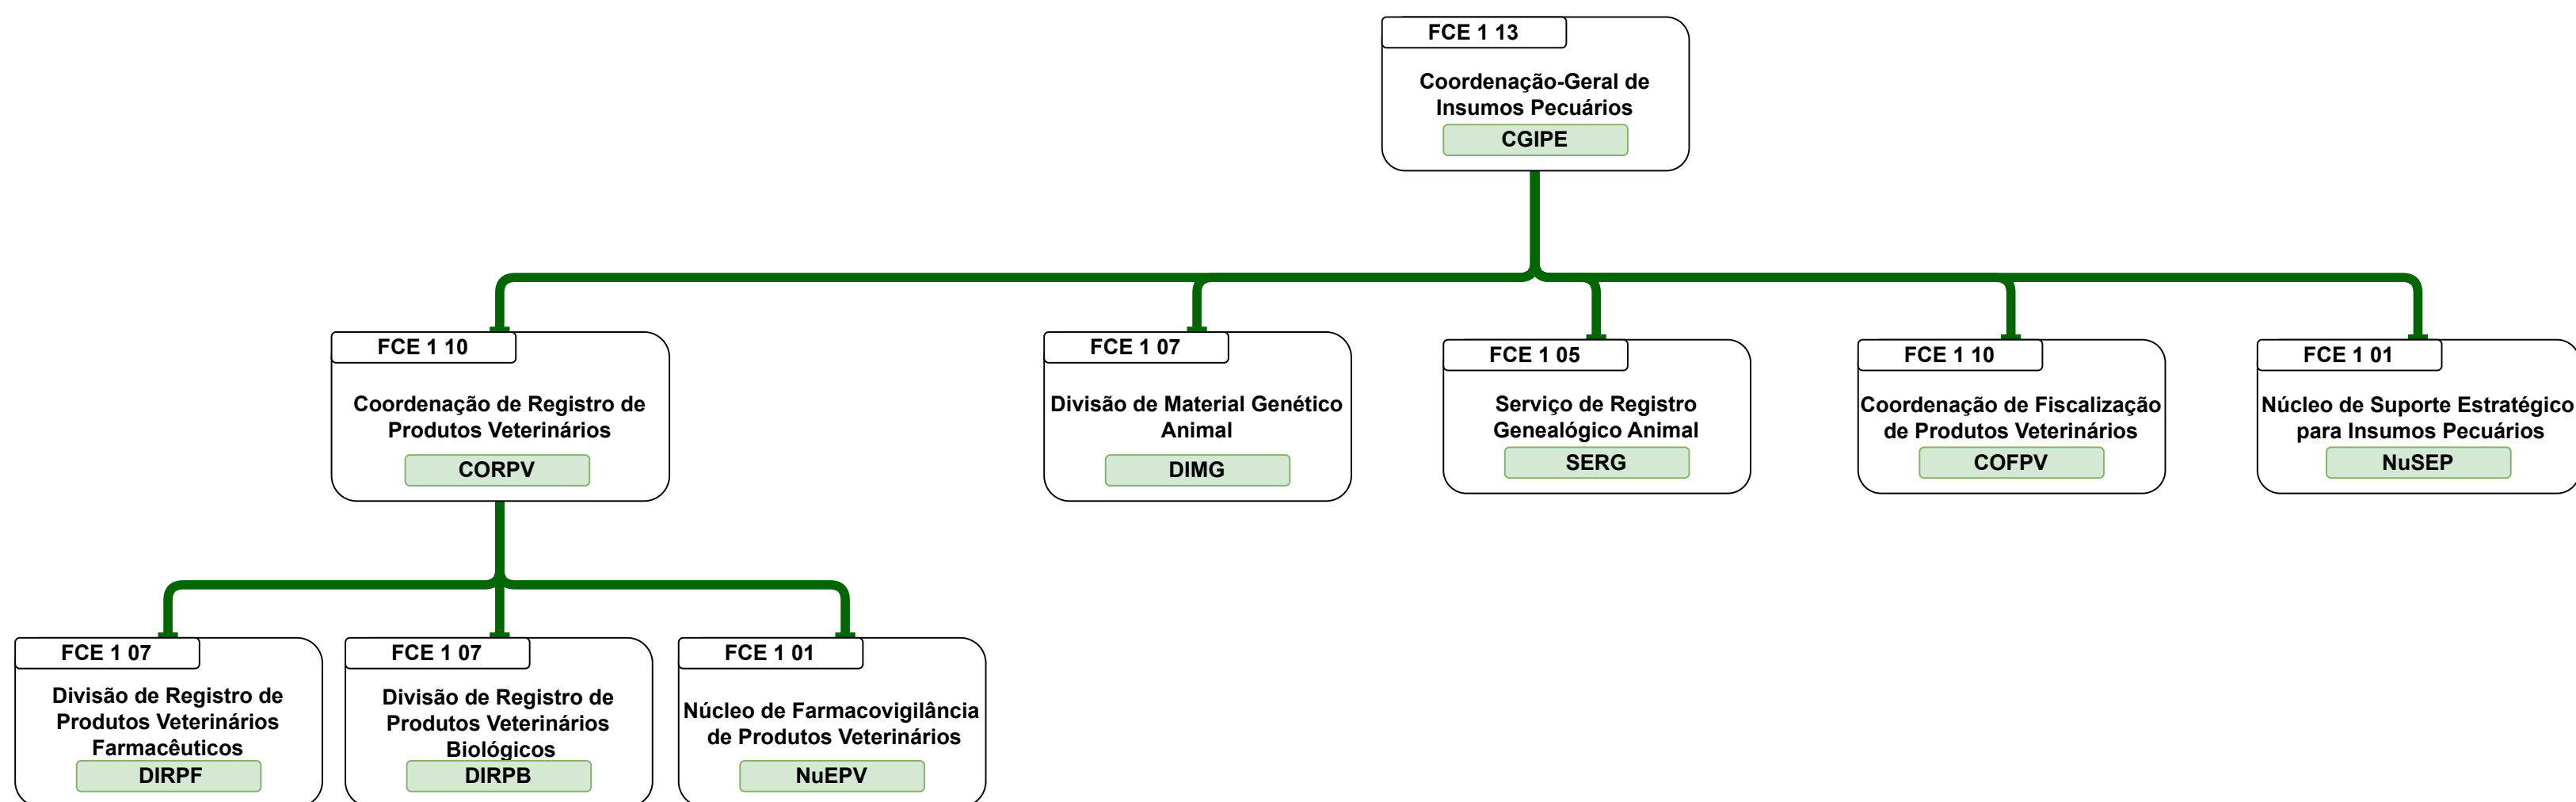 FCE 1 13
Coordenação-Geral de
Insumos Pecuários
CGIPE
FCE 1 10
Coordenação de Registro de
Produtos Veterinários
CORPV
FCE 1 07
Divisão de Material Genético
Animal
DIMG
FCE 1 05
Serviço de Registro
Genealógico Animal
SERG
FCE 1 10
Coordenação de Fiscalização
de Produtos Veterinários
COFPV
FCE 1 01
Núcleo de Suporte Estratégico
para Insumos Pecuários
NuSEP
FCE 1 07
Divisão de Registro de
Produtos Veterinários
Farmacêuticos
DIRPF
FCE 1 07
Divisão de Registro de
Produtos Veterinários
Biológicos
DIRPB
FCE 1 01
Núcleo de Farmacovigilância
de Produtos Veterinários
NuEPV